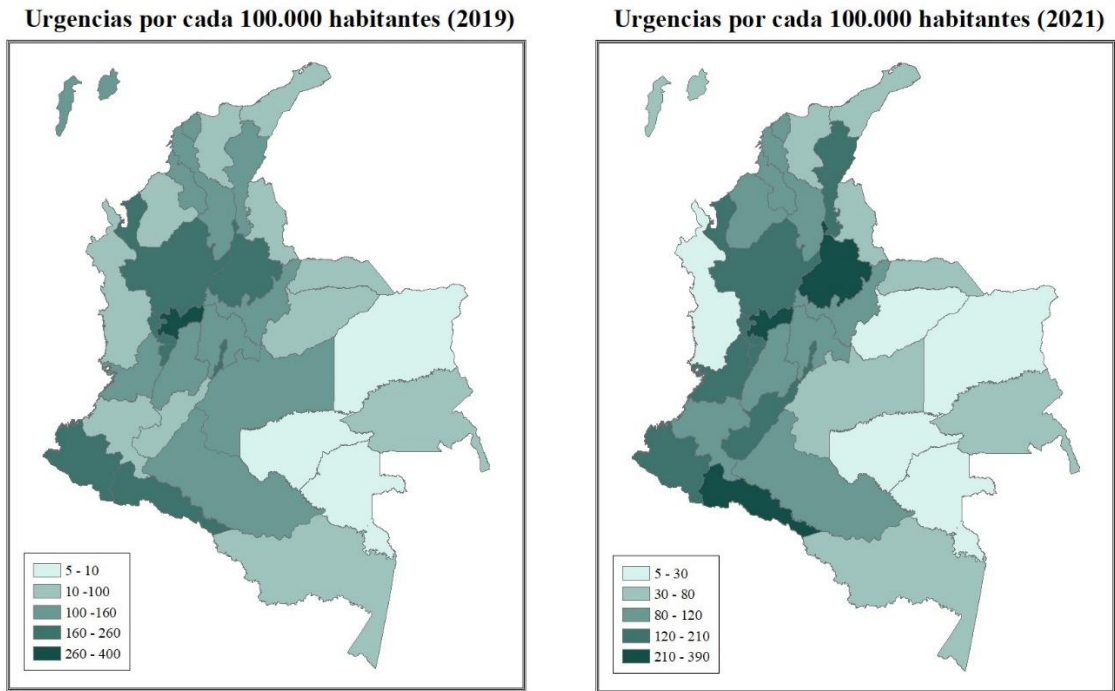 Urgencias por cada 100.000 habitantes (2019)
Urgencias por cada 100.000 habitantes (2021)
5 - 10
10 -100
100 -160
160 - 260
260 - 400
5 - 30
30 - 80
80 - 120
120 - 210
210 - 390